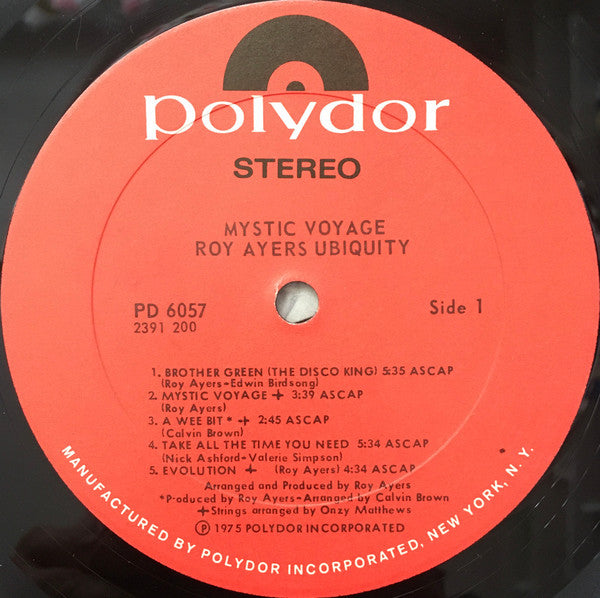 polydor
STEREO
MYSTIC VOYAGE
ROY AYERS UBIQUITY
PD 6057
2391 200
Side 1
1. BROTHER GREEN (THE DISCO KING) 5:35 ASCAP
(Roy Ayers-Edwin Birdsong)
2. MYSTIC VOYAGE + 3:39 ASCAP
(Roy Ayers)
3. A WEE BIT * + 2:45 ASCAP
(Calvin Brown)
4. TAKE ALL THE TIME YOU NEED 5:34 ASCAP
(Nick Ashford-Valerie Simpson)
5. EVOLUTION + (Roy Ayers) 4:34 ASCAP
Arranged and Produced by Roy Ayers
*Produced by Roy Ayers-Arranged by Calvin Brown
+Strings arranged by Onzy Matthews
℗ 1975 POLYDOR INCORPORATED
MANUFACTURED BY POLYDOR INCORPORATED, NEW YORK, N. Y.